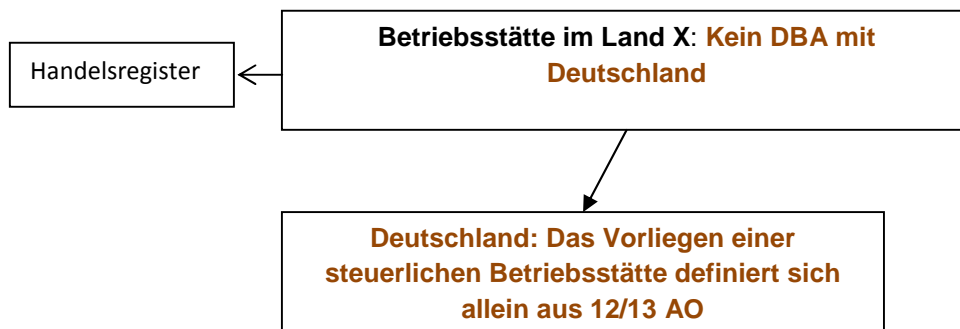 Betriebsstätte im Land X: Kein DBA mit
Deutschland
Handelsregister
Deutschland: Das Vorliegen einer
steuerlichen Betriebsstätte definiert sich
allein aus 12/13 AO